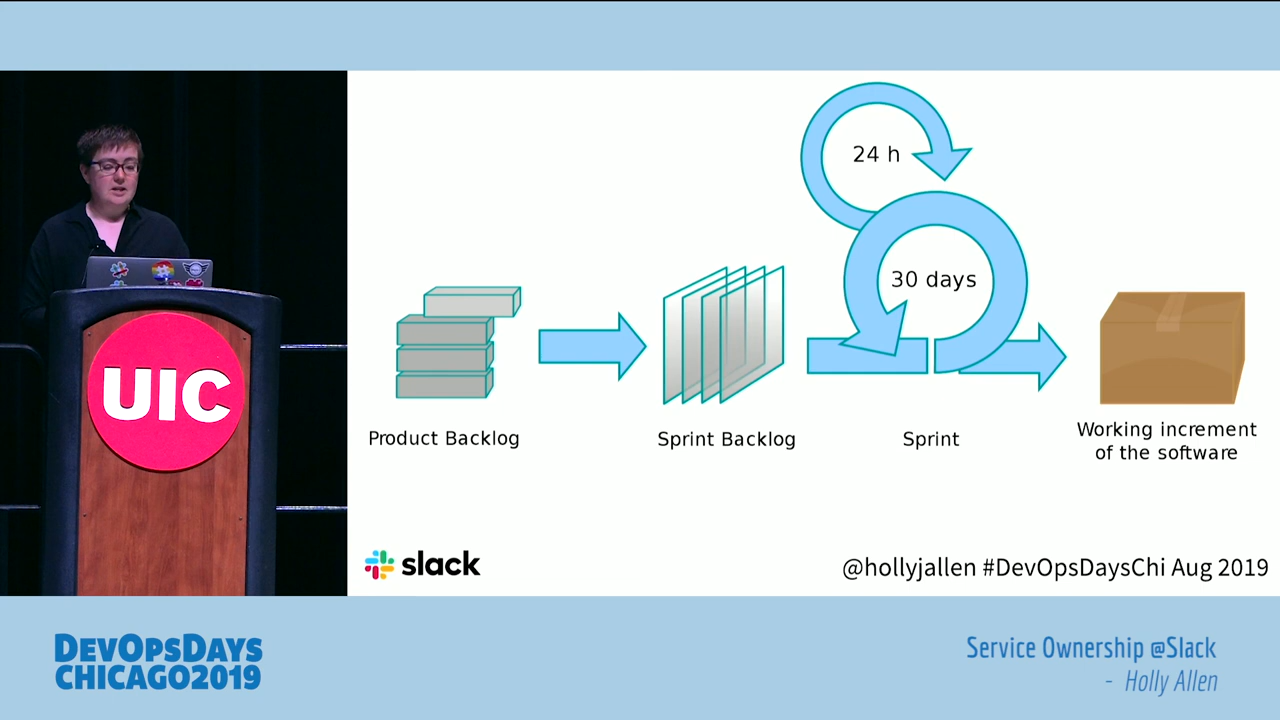 24 h
30 days
Product Backlog
Sprint Backlog
Sprint
Working increment
of the software
UIC
slack
@hollyjallen #DevOpsDaysChi Aug 2019
DEVOPSDAYS
CHICAGO2019
Service Ownership @Slack
- Holly Allen